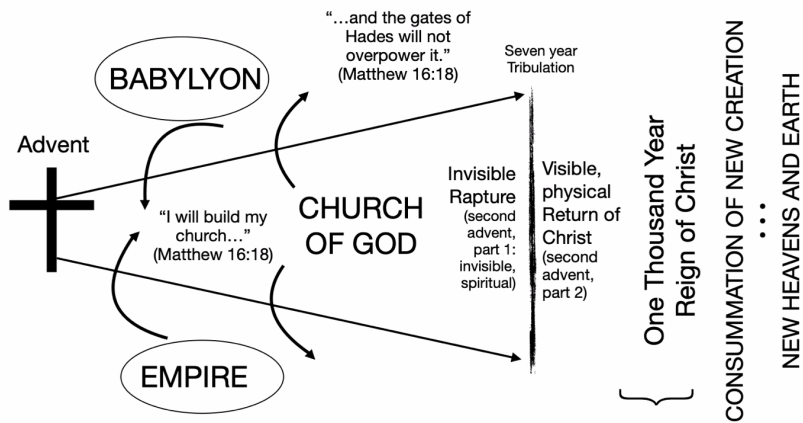 “…and the gates of
Hades will not
overpower it.”
(Matthew 16:18)
Seven year
Tribulation
BABYLYON
Advent
“I will build my
church…”
(Matthew 16:18)
CHURCH
OF GOD
Invisible
Rapture
(second
advent,
part 1:
invisible,
spiritual)
Visible,
physical
Return of
Christ
(second
advent,
part 2)
EMPIRE
One Thousand Year
Reign of Christ
CONSUMMATION OF NEW CREATION
…
NEW HEAVENS AND EARTH